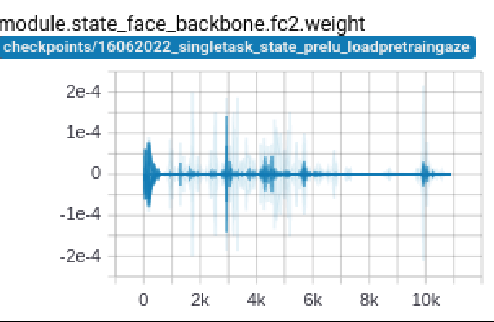 module.state_face_backbone.fc2.weight
checkpoints/16062022_singletask_state_prelu_loadpretraingaze
2e-4
1e-4
0
-1e-4
-2e-4
0 2k 4k 6k 8k 10k